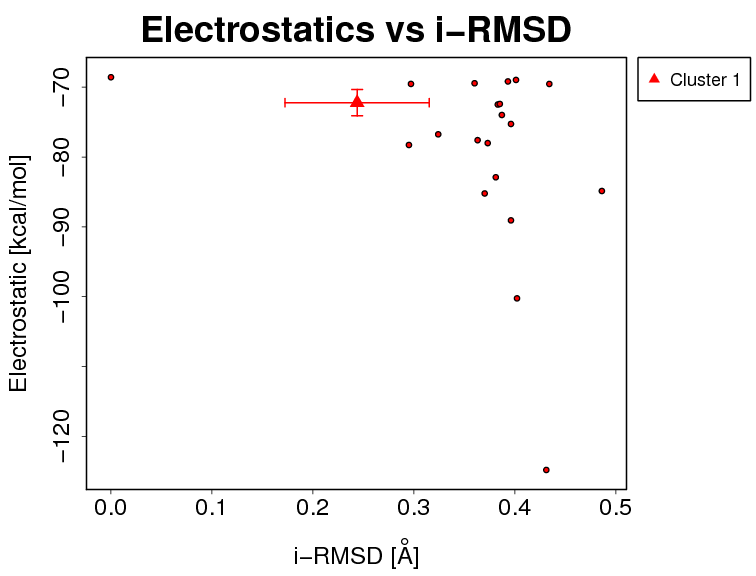 Electrostatics vs i−RMSD
Cluster 1
Electrostatic [kcal/mol]
−70
−80
−90
−100
−120
0.0 0.1 0.2 0.3 0.4 0.5
i−RMSD [Å]